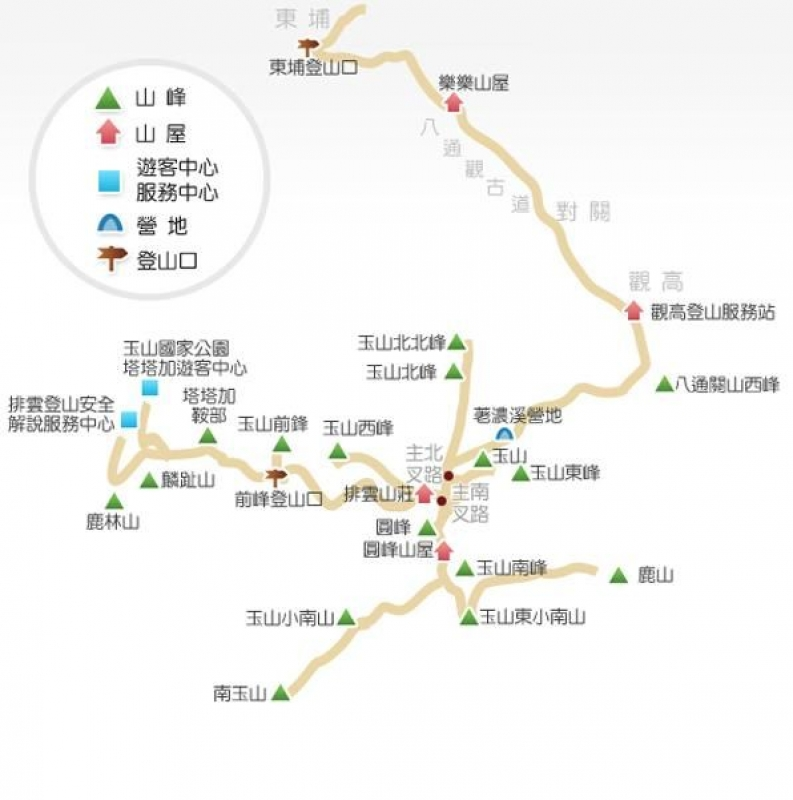 東埔
東埔登山口
樂樂山屋
山峰
山屋
遊客中心
服務中心
營地
登山口
八通觀古道
對關
觀高
觀高登山服務站
玉山國家公園
塔塔加遊客中心
玉山北北峰
玉山北峰
八通關山西峰
排雲登山安全
解說服務中心
塔塔加
鞍部
玉山前鋒
玉山西峰
荖濃溪營地
主北
叉路
玉山
玉山東峰
麟趾山
前峰登山口
排雲山莊
主南
叉路
鹿林山
圓峰
圓峰山屋
玉山南峰
鹿山
玉山小南山
玉山東小南山
南玉山